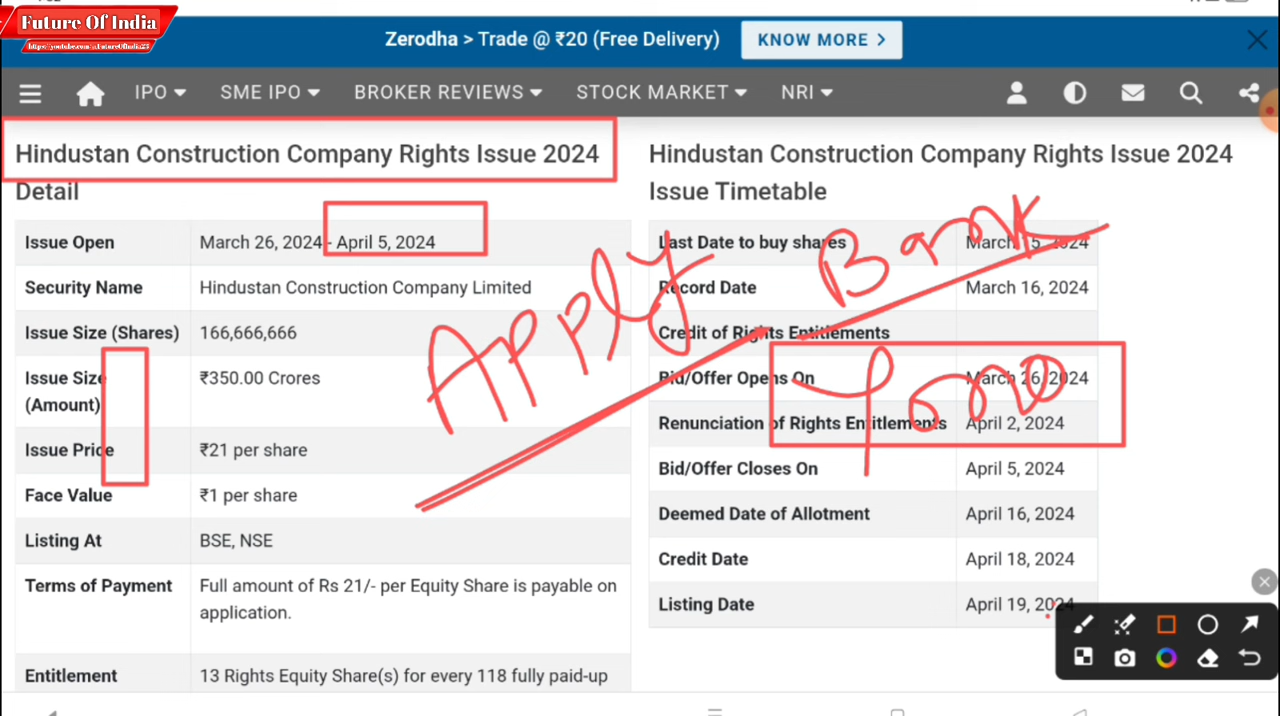 Future Of India
Zerodha > Trade @ ₹20 (Free Delivery)
KNOW MORE >
IPO
SME IPO
BROKER REVIEWS
STOCK MARKET
NRI
Hindustan Construction Company Rights Issue 2024
Detail
Issue Open March 26, 2024 - April 5, 2024
Security Name Hindustan Construction Company Limited
Issue Size (Shares) 166,666,666
Issue Size
(Amount) ₹350.00 Crores
Issue Price ₹21 per share
Face Value ₹1 per share
Listing At BSE, NSE
Terms of Payment Full amount of Rs 21/- per Equity Share is payable on
application.
Entitlement 13 Rights Equity Share(s) for every 118 fully paid-up
Hindustan Construction Company Rights Issue 2024
Issue Timetable
Last Date to buy shares March 15, 2024
Record Date March 16, 2024
Credit of Rights Entitlements
Bid/Offer Opens On March 26, 2024
Renunciation of Rights Entitlements April 2, 2024
Bid/Offer Closes On April 5, 2024
Deemed Date of Allotment April 16, 2024
Credit Date April 18, 2024
Listing Date April 19, 2024
Apply
Bank